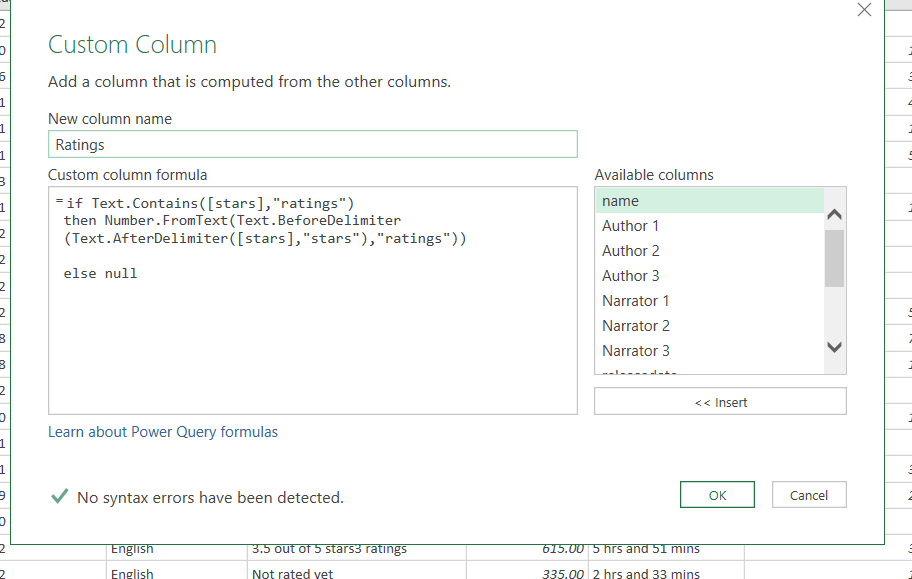 Custom Column
Add a column that is computed from the other columns.
New column name
Ratings
Custom column formula
Available columns
=if Text.Contains([stars],"ratings")
then Number.FromText(Text.BeforeDelimiter
(Text.AfterDelimiter([stars],"stars"),"ratings"))
else null
name
Author 1
Author 2
Author 3
Narrator 1
Narrator 2
Narrator 3
<< Insert
Learn about Power Query formulas
No syntax errors have been detected.
OK
Cancel
English 3.5 out of 5 stars3 ratings 615.00 5 hrs and 51 mins
English Not rated yet 335.00 2 hrs and 33 mins